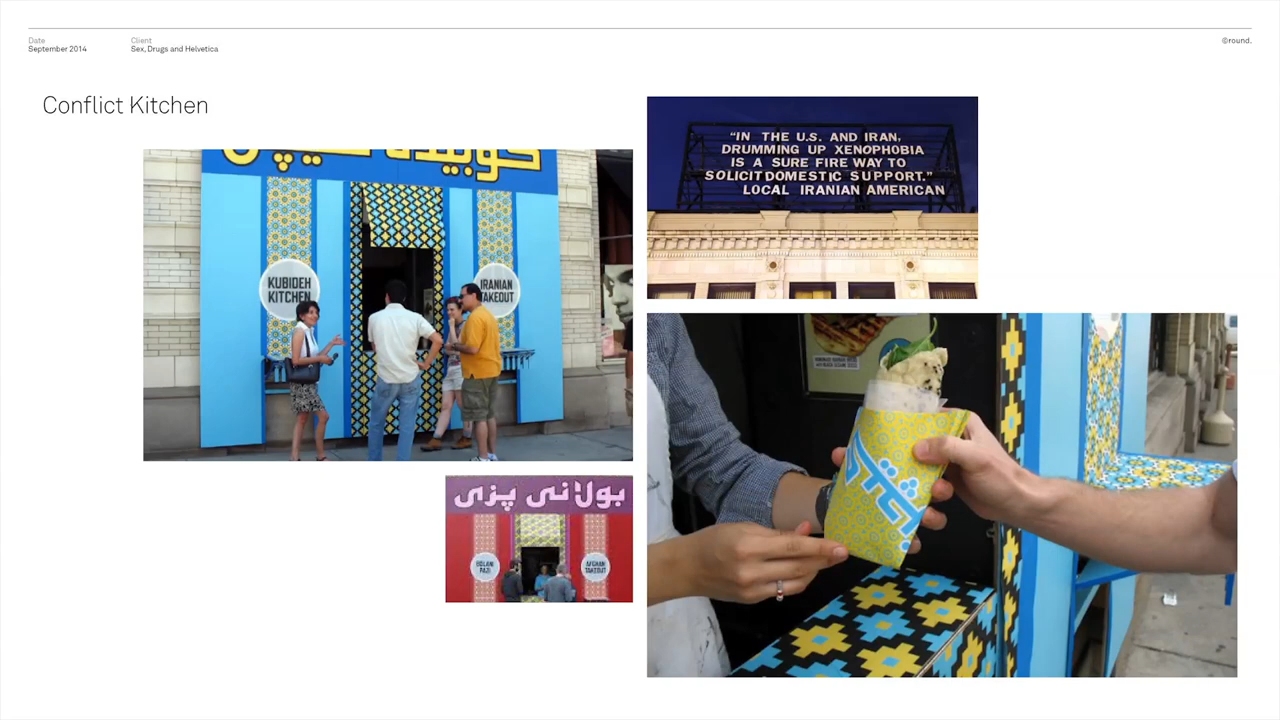 Date
September 2014
Client
Sex, Drugs and Helvetica
©round.
Conflict Kitchen
KUBIDEH
KITCHEN
IRANIAN
TAKEOUT
“IN THE U.S. AND IRAN,
DRUMMING UP XENOPHOBIA
IS A SURE FIRE WAY TO
SOLICIT DOMESTIC SUPPORT.”
LOCAL IRANIAN AMERICAN
بولانی پزی
BOLANI
PAZI
AFGHAN
TAKEOUT